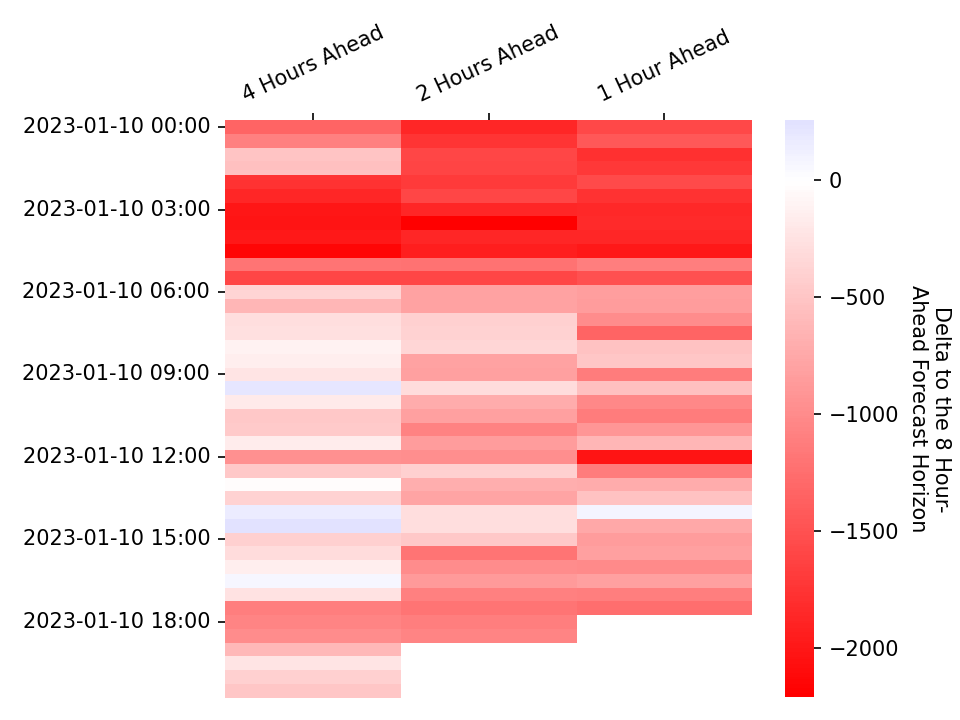 4 Hours Ahead
2 Hours Ahead
1 Hour Ahead
2023-01-10 00:00
2023-01-10 03:00
2023-01-10 06:00
2023-01-10 09:00
2023-01-10 12:00
2023-01-10 15:00
2023-01-10 18:00
0
−500
−1000
−1500
−2000
Delta to the 8 Hour-
Ahead Forecast Horizon